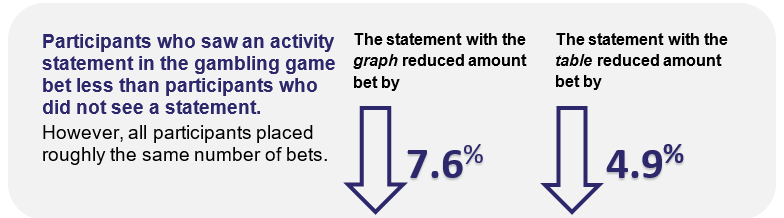 Participants who saw an activity
statement in the gambling game
bet less than participants who
did not see a statement.
However, all participants placed
roughly the same number of bets.
The statement with the
graph reduced amount
bet by
7.6%
The statement with the
table reduced amount
bet by
4.9%